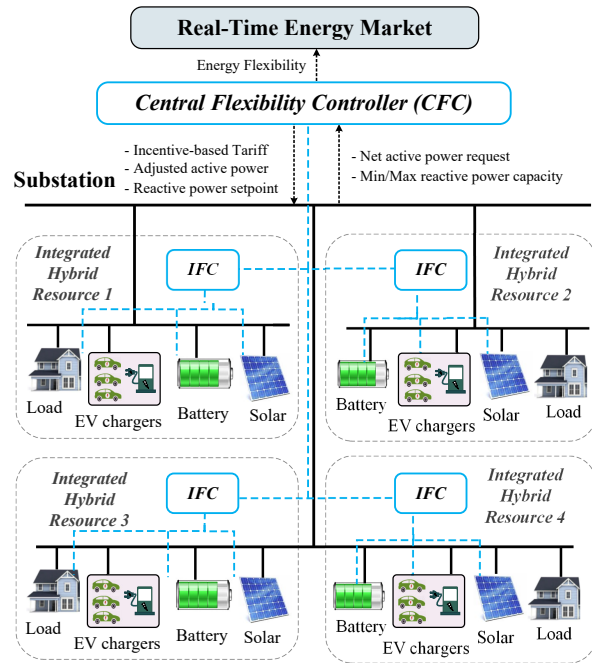 Real-Time Energy Market
Energy Flexibility
Central Flexibility Controller (CFC)
- Incentive-based Tariff
- Adjusted active power
- Reactive power setpoint
- Net active power request
- Min/Max reactive power capacity
Substation
Integrated
Hybrid
Resource 1
IFC
Load
EV chargers
Battery
Solar
IFC
Integrated
Hybrid
Resource 2
Battery
EV chargers
Solar
Load
Integrated
Hybrid
Resource 3
IFC
Load
EV chargers
Battery
Solar
IFC
Integrated
Hybrid
Resource 4
Battery
EV chargers
Solar
Load